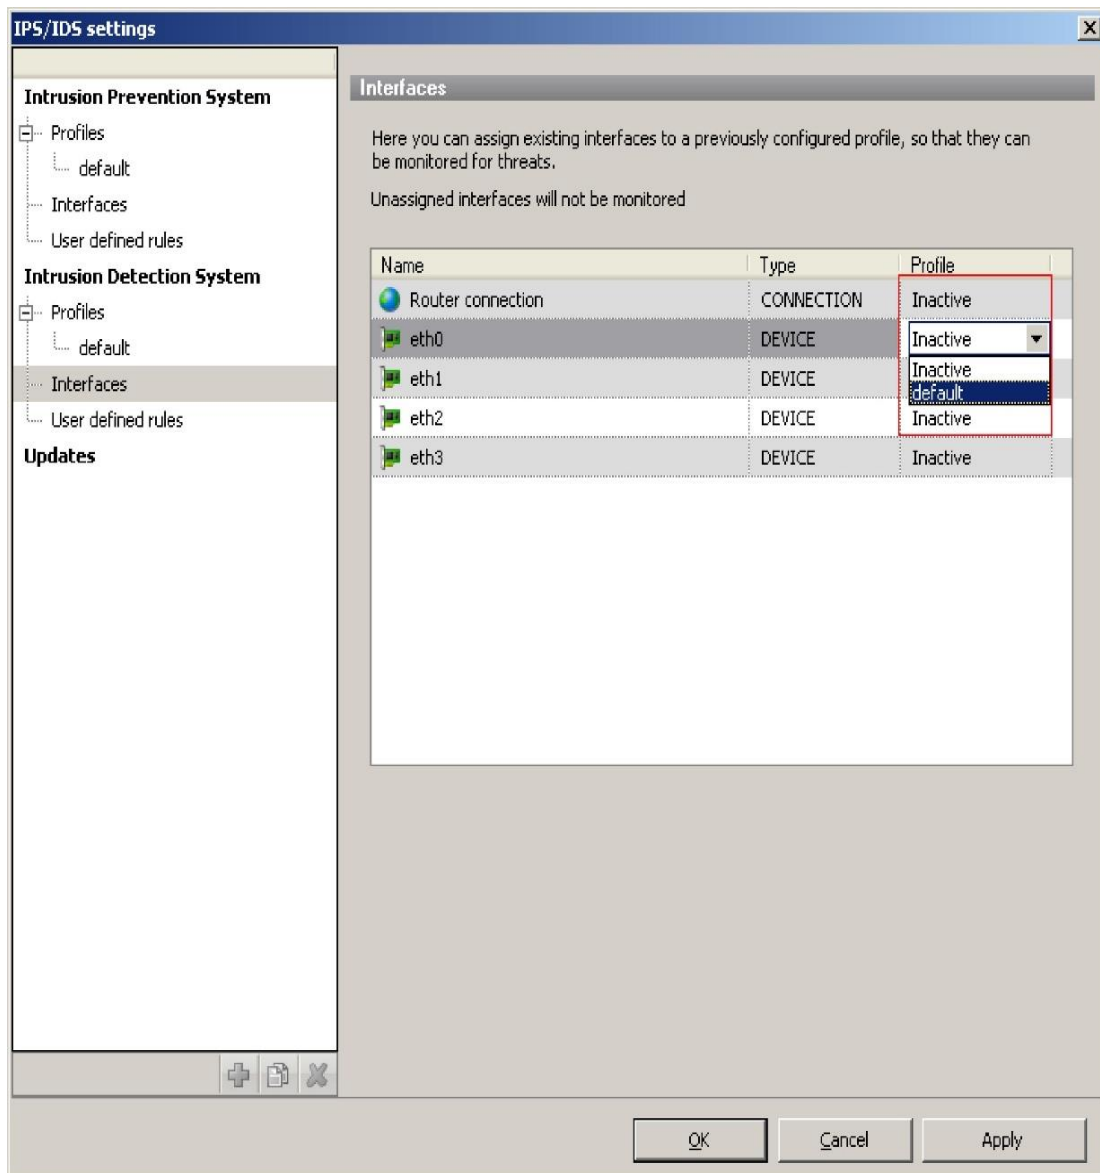 IPS/IDS settings
Intrusion Prevention System
Profiles
default
Interfaces
User defined rules
Intrusion Detection System
Profiles
default
Interfaces
User defined rules
Updates
Interfaces
Here you can assign existing interfaces to a previously configured profile, so that they can
be monitored for threats.
Unassigned interfaces will not be monitored
Name Type Profile
Router connection CONNECTION Inactive
eth0 DEVICE Inactive
Inactive
default
eth1 DEVICE
eth2 DEVICE Inactive
eth3 DEVICE Inactive
OK Cancel Apply